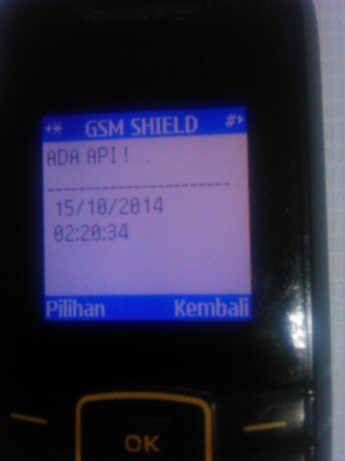 GSM SHIELD
ADA API !
15/10/2014
02:20:34
Pilihan Kembali
OK